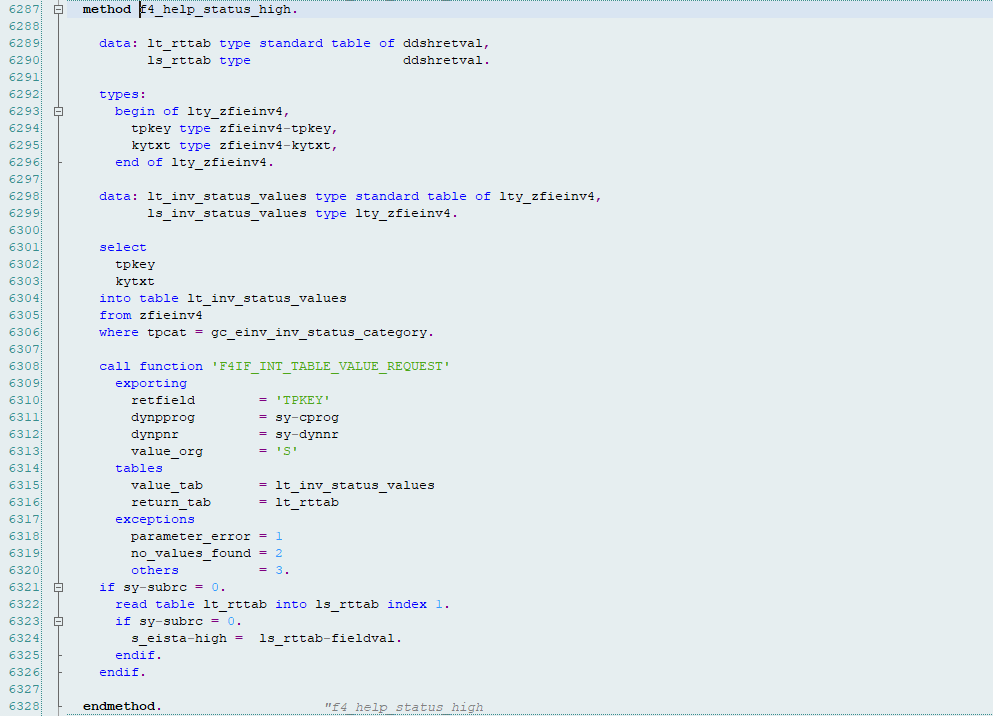 6287 method f4_help_status_high.
6288
6289 data: lt_rttab type standard table of ddshretval,
6290 ls_rttab type ddshretval.
6291
6292 types:
6293 begin of lty_zfieinv4,
6294 tpkey type zfieinv4-tpkey,
6295 kytxt type zfieinv4-kytxt,
6296 end of lty_zfieinv4.
6297
6298 data: lt_inv_status_values type standard table of lty_zfieinv4,
6299 ls_inv_status_values type lty_zfieinv4.
6300
6301 select
6302 tpkey
6303 kytxt
6304 into table lt_inv_status_values
6305 from zfieinv4
6306 where tpcat = gc_einv_inv_status_category.
6307
6308 call function 'F4IF_INT_TABLE_VALUE_REQUEST'
6309 exporting
6310 retfield = 'TPKEY'
6311 dynpprog = sy-cprog
6312 dynpnr = sy-dynnr
6313 value_org = 'S'
6314 tables
6315 value_tab = lt_inv_status_values
6316 return_tab = lt_rttab
6317 exceptions
6318 parameter_error = 1
6319 no_values_found = 2
6320 others = 3.
6321 if sy-subrc = 0.
6322 read table lt_rttab into ls_rttab index 1.
6323 if sy-subrc = 0.
6324 s_eista-high = ls_rttab-fieldval.
6325 endif.
6326 endif.
6327
6328 endmethod. "f4_help_status_high